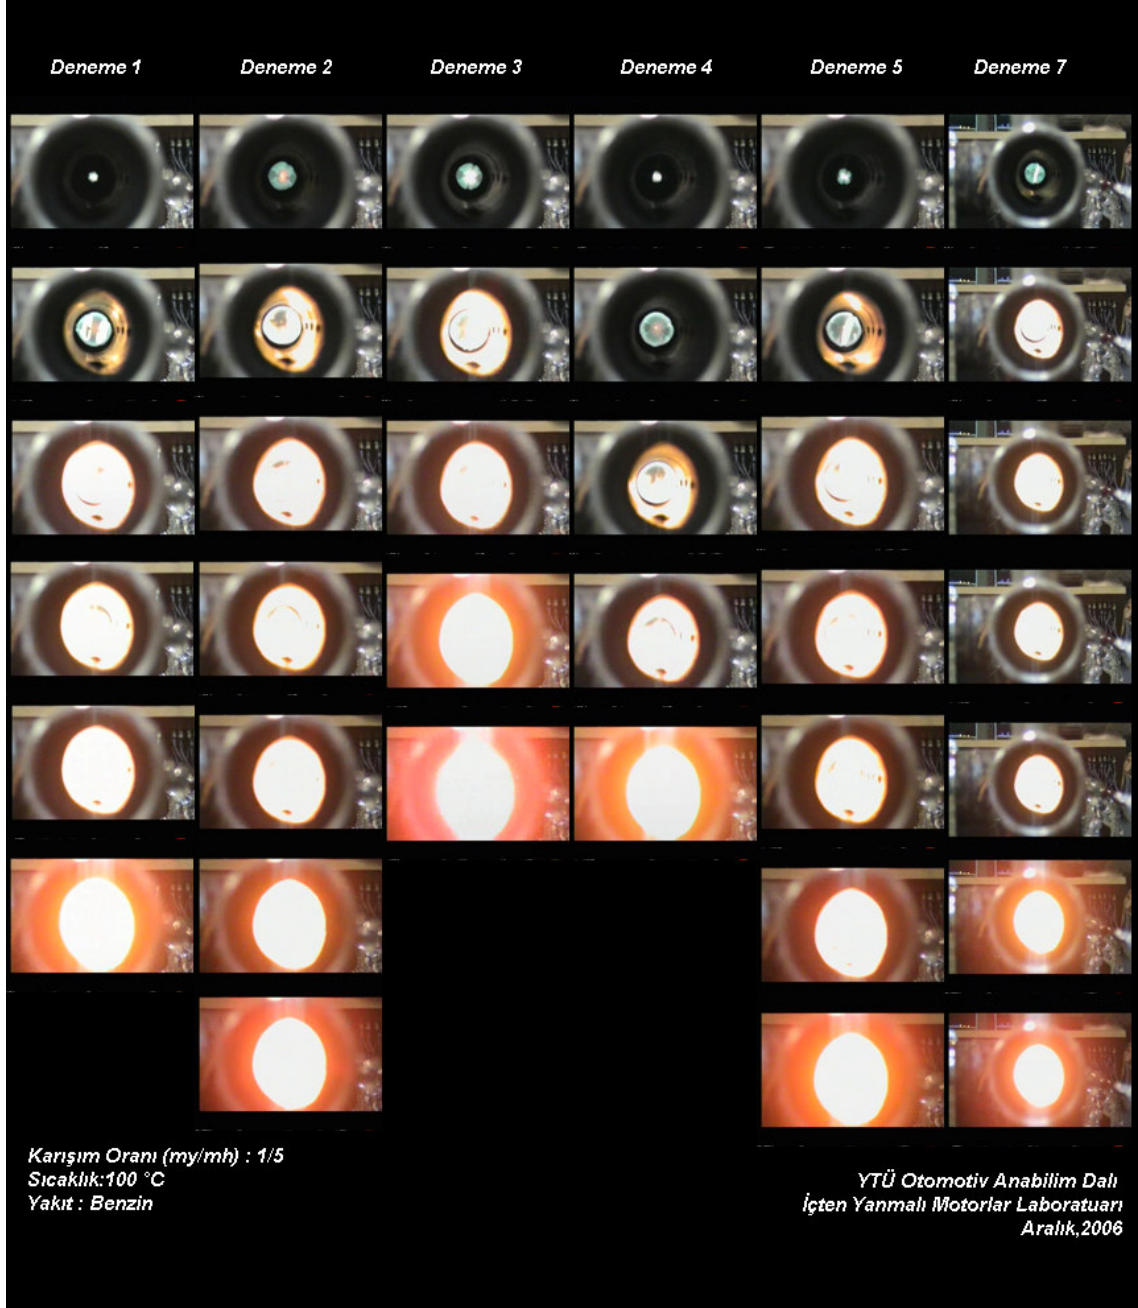 Deneme 1
Deneme 2
Deneme 3
Deneme 4
Deneme 5
Deneme 7
Karışım Oranı (my/mh) : 1/5
Sıcaklık:100 °C
Yakıt : Benzin
YTÜ Otomotiv Anabilim Dalı
İçten Yanmalı Motorlar Laboratuarı
Aralık,2006